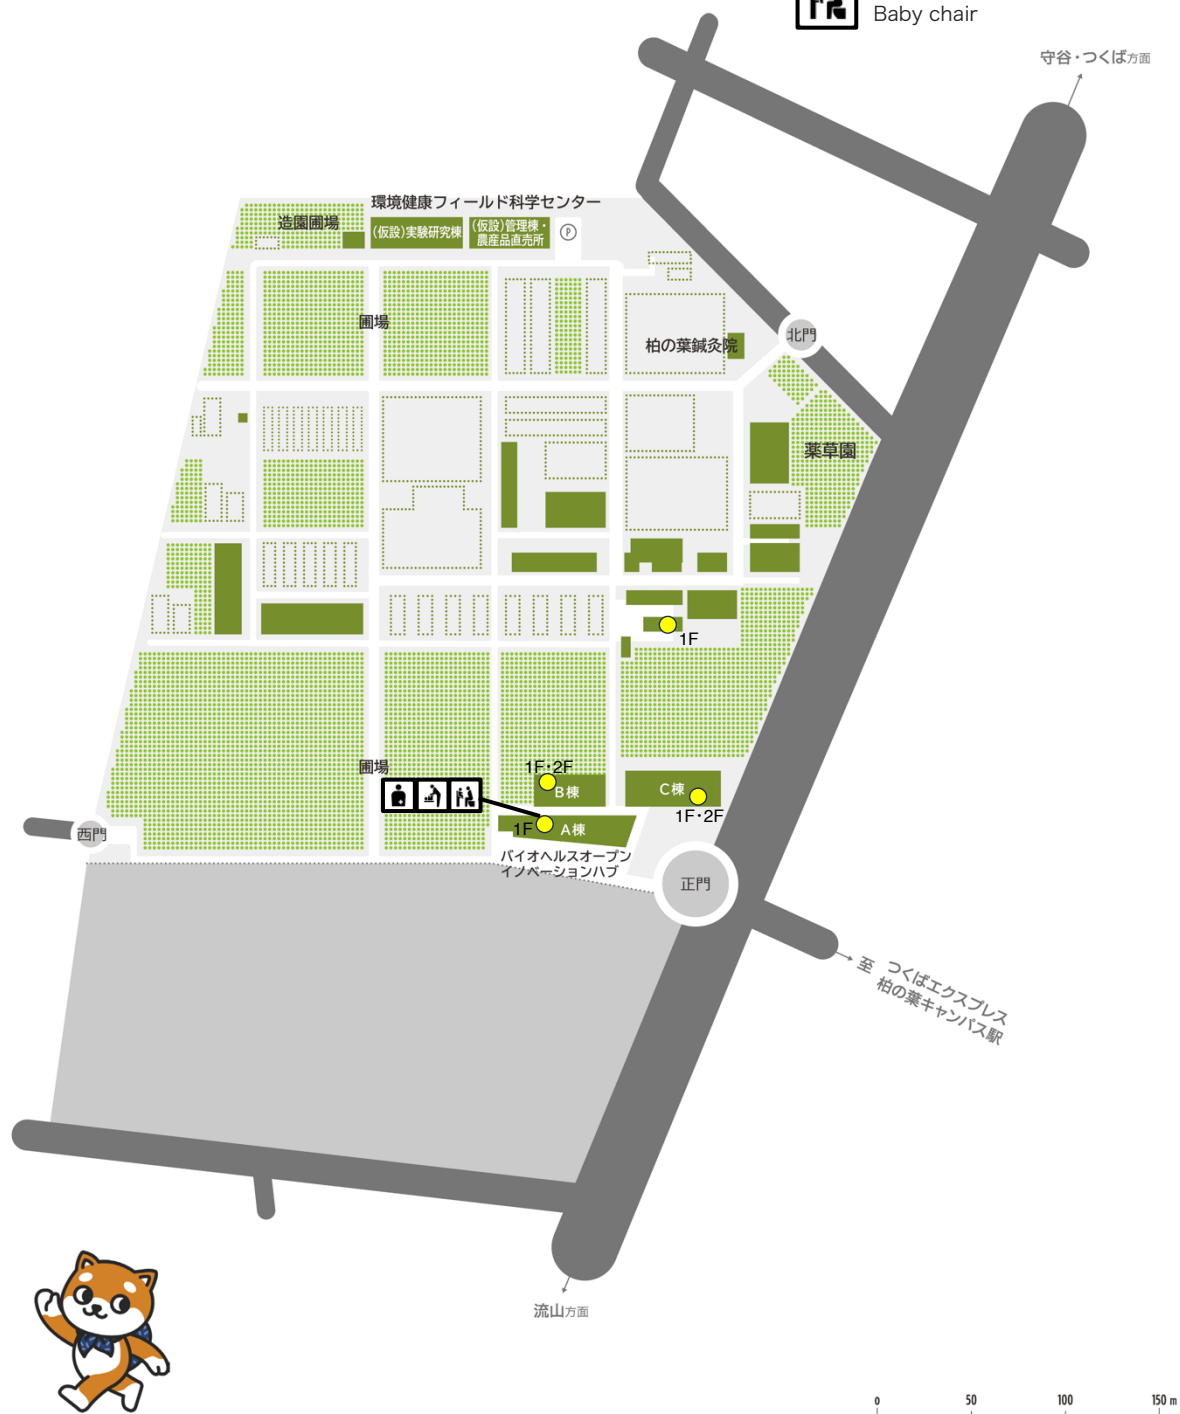 Baby chair
守谷・つくば方面
環境健康フィールド科学センター
造園圃場
(仮設)実験研究棟
(仮設)管理棟・
農産品直売所
P
圃場
柏の葉鍼灸院
北門
薬草園
1F
圃場
1F・2F
B棟
C棟
1F・2F
1F
A棟
バイオヘルスオープン
イノベーションハブ
西門
正門
至 つくばエクスプレス
柏の葉キャンパス駅
流山方面
0 50 100 150 m